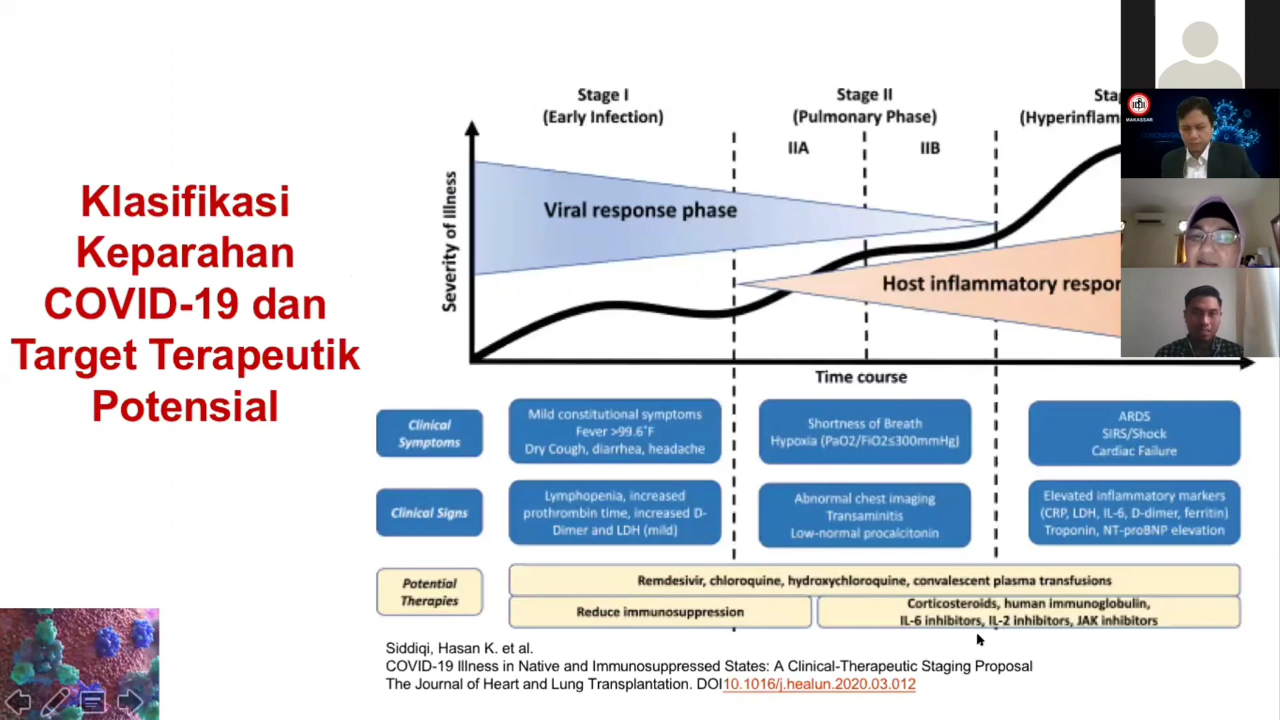 Klasifikasi
Keparahan
COVID-19 dan
Target Terapeutik
Potensial
Stage I
(Early Infection)
Stage II
(Pulmonary Phase)
IIA
IIB
(Hyperinflam
Severity of illness
Viral response phase
Host inflammatory
Time course
Clinical
Symptoms
Mild constitutional symptoms
Fever >99.6°F
Dry Cough, diarrhea, headache
Shortness of Breath
Hypoxia (PaO2/FiO2≤300mmHg)
ARDS
SIRS/Shock
Cardiac Failure
Clinical Signs
Lymphopenia, increased
prothrombin time, increased D-
Dimer and LDH (mild)
Abnormal chest imaging
Transaminitis
Low-normal procalcitonin
Elevated inflammatory markers
(CRP, LDH, IL-6, D-dimer, ferritin)
Troponin, NT-proBNP elevation
Potential
Therapies
Remdesivir, chloroquine, hydroxychloroquine, convalescent plasma transfusions
Reduce immunosuppression
Corticosteroids, human immunoglobulin,
IL-6 inhibitors, IL-2 inhibitors, JAK inhibitors
Siddiqi, Hasan K. et al.
COVID-19 Illness in Native and Immunosuppressed States: A Clinical-Therapeutic Staging Proposal
The Journal of Heart and Lung Transplantation. DOI10.1016/j.healun.2020.03.012
MAKASSAR